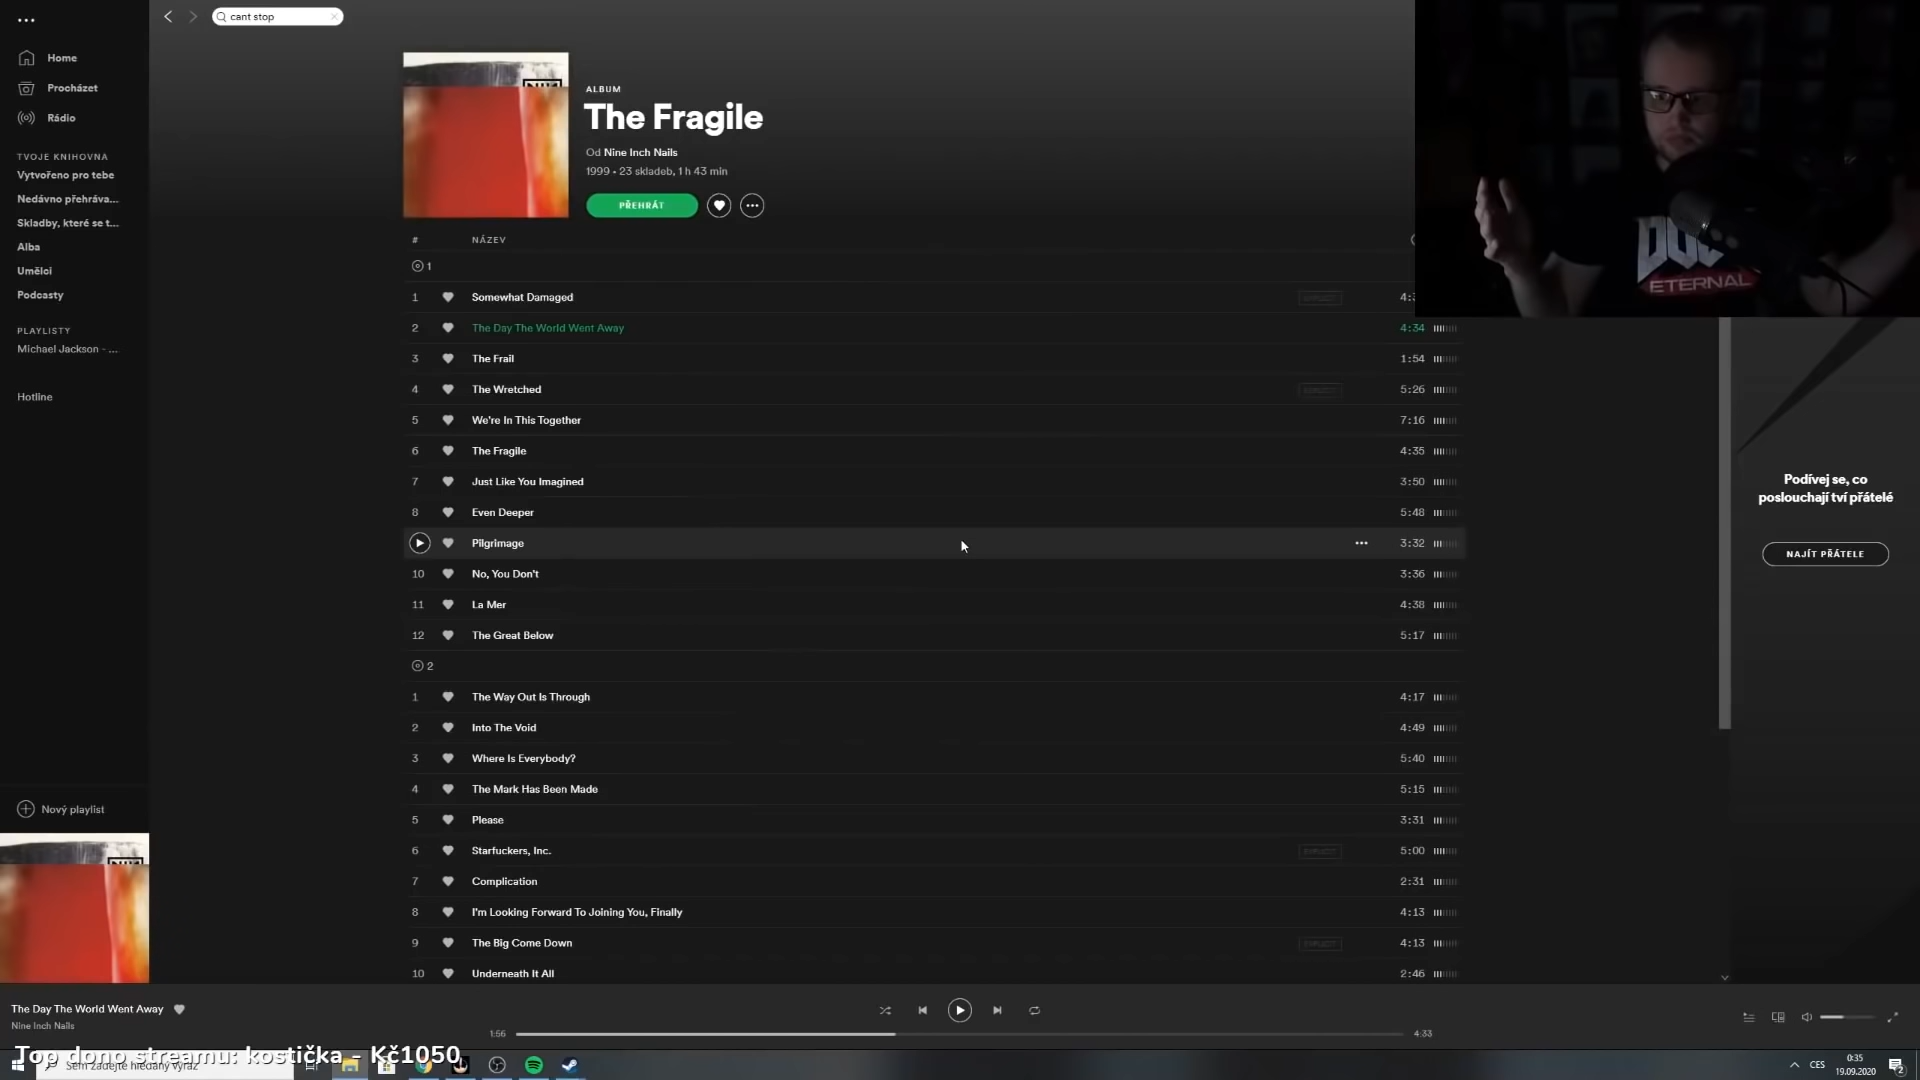 cant stop
Home
Procházet
Rádio
TVOJE KNIHOVNA
Vytvořeno pro tebe
Nedávno přehráva...
Skladby, které se t...
Alba
Umělci
Podcasty
PLAYLISTY
Michael Jackson - ...
Hotline
Nový playlist
ALBUM
The Fragile
Od Nine Inch Nails
1999 • 23 skladeb, 1 h 43 min
PŘEHRÁT
# NÁZEV
1
1 Somewhat Damaged EXPLICIT
2 The Day The World Went Away 4:34
3 The Frail 1:54
4 The Wretched EXPLICIT 5:26
5 We're In This Together 7:16
6 The Fragile 4:35
7 Just Like You Imagined 3:50
8 Even Deeper 5:48
Pilgrimage 3:32
10 No, You Don't 3:36
11 La Mer 4:38
12 The Great Below 5:17
2
1 The Way Out Is Through 4:17
2 Into The Void 4:49
3 Where Is Everybody? 5:40
4 The Mark Has Been Made 5:15
5 Please 3:31
6 Starfuckers, Inc. EXPLICIT 5:00
7 Complication 2:31
8 I'm Looking Forward To Joining You, Finally 4:13
9 The Big Come Down EXPLICIT 4:13
10 Underneath It All 2:46
ETERNAL
Podívej se, co
poslouchají tví přátelé
NAJÍT PŘÁTELE
The Day The World Went Away
Nine Inch Nails
1:56
4:33
Top dono streamu: kostička - Kč1050
Sem zadejte hledaný výraz
CES
0:35
19.09.2020